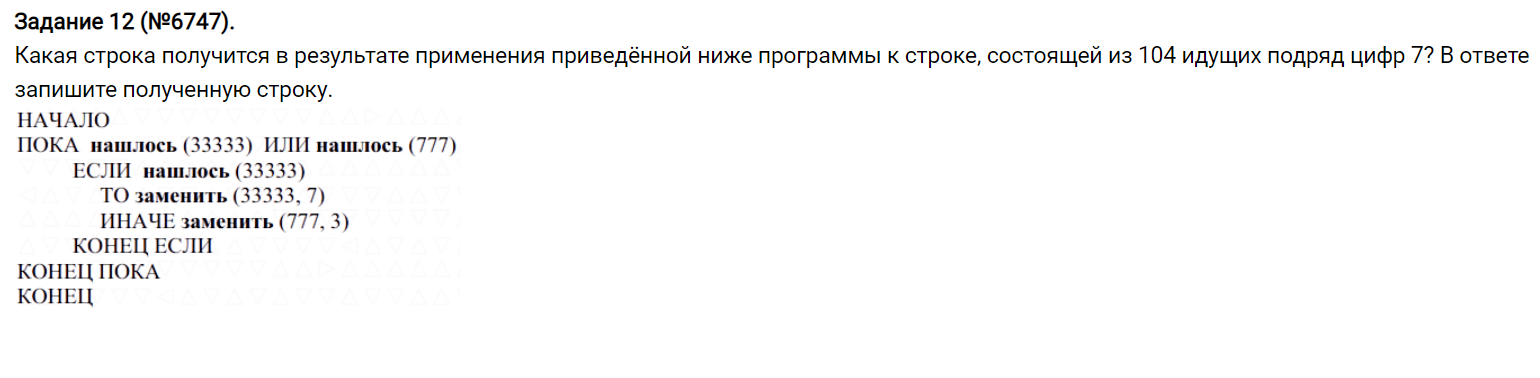 Задание 12 (№6747).
Какая строка получится в результате применения приведённой ниже программы к строке, состоящей из 104 идущих подряд цифр 7? В ответе
запишите полученную строку.
НАЧАЛО
ПОКА нашлось (33333) ИЛИ нашлось (777)
ЕСЛИ нашлось (33333)
ТО заменить (33333, 7)
ИНАЧЕ заменить (777, 3)
КОНЕЦ ЕСЛИ
КОНЕЦ ПОКА
КОНЕЦ